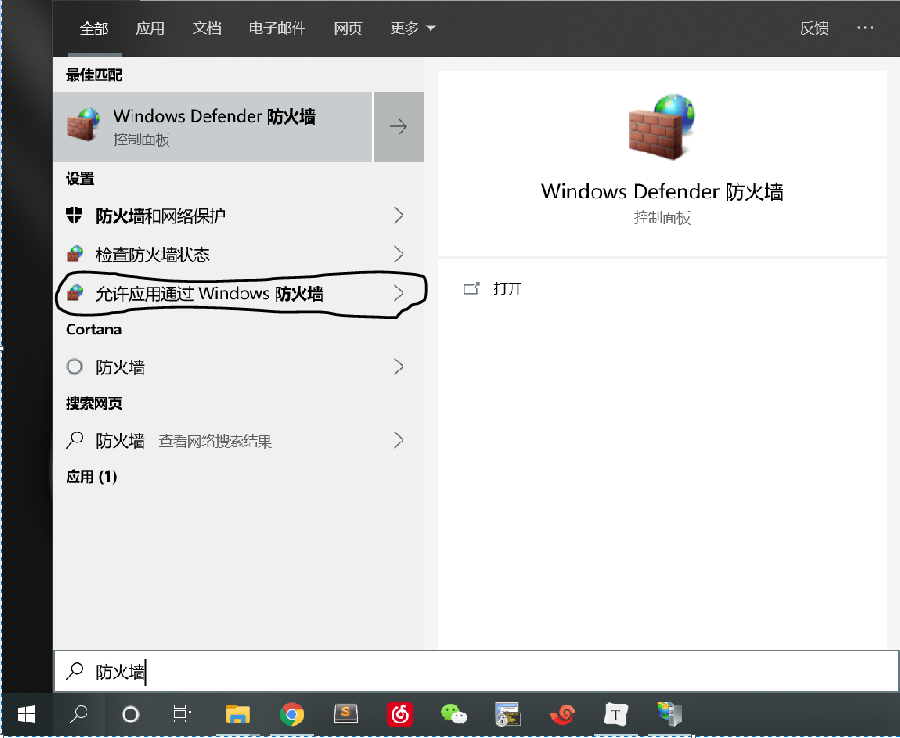 全部 应用 文档 电子邮件 网页 更多 反馈 ···
最佳匹配
Windows Defender 防火墙
控制面板
设置
防火墙和网络保护
检查防火墙状态
允许应用通过 Windows 防火墙
Cortana
防火墙
搜索网页
防火墙 查看网络搜索结果
应用 (1)
Windows Defender 防火墙
控制面板
打开
防火墙
S
T